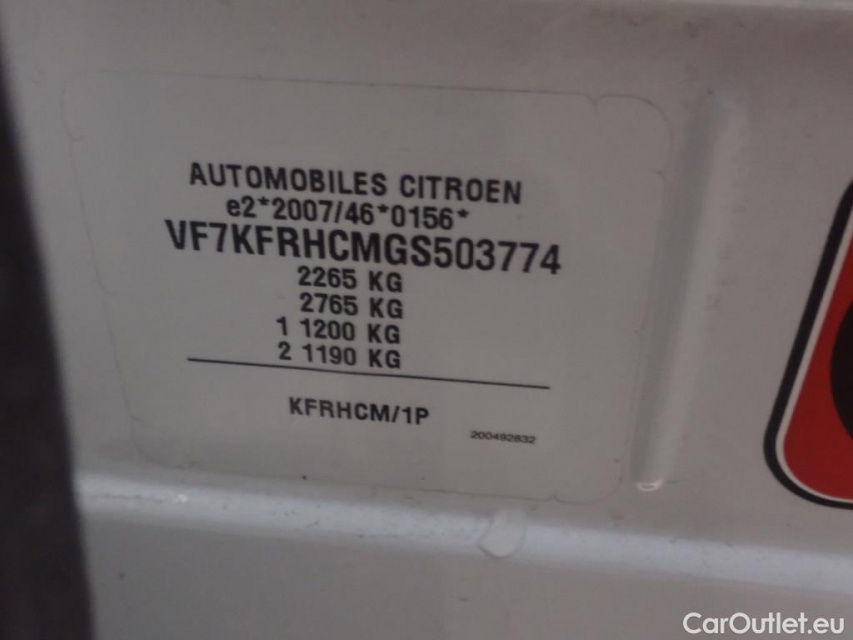 AUTOMOBILES CITROEN
e2*2007/46*0156*
VF7KFRHCMGS503774
2265 KG
2765 KG
1 1200 KG
2 1190 KG
KFRHCM/1P
200492832
CarOutlet.eu